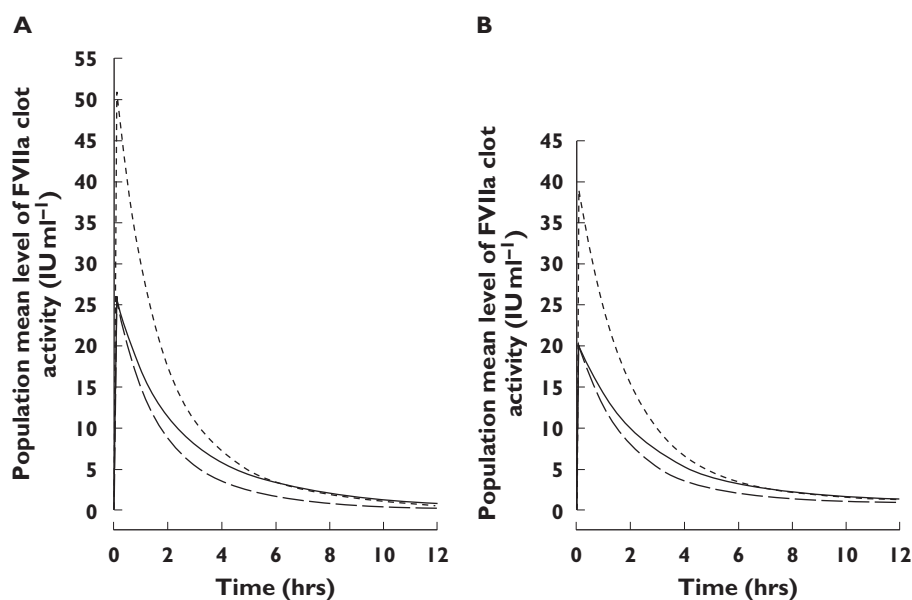 A
Population mean level of FVIIa clot
activity (IU ml⁻¹)
55
50
45
40
35
30
25
20
15
10
5
0
0 2 4 6 8 10 12
Time (hrs)
B
Population mean level of FVIIa clot
activity (IU ml⁻¹)
45
40
35
30
25
20
15
10
5
0
0 2 4 6 8 10 12
Time (hrs)